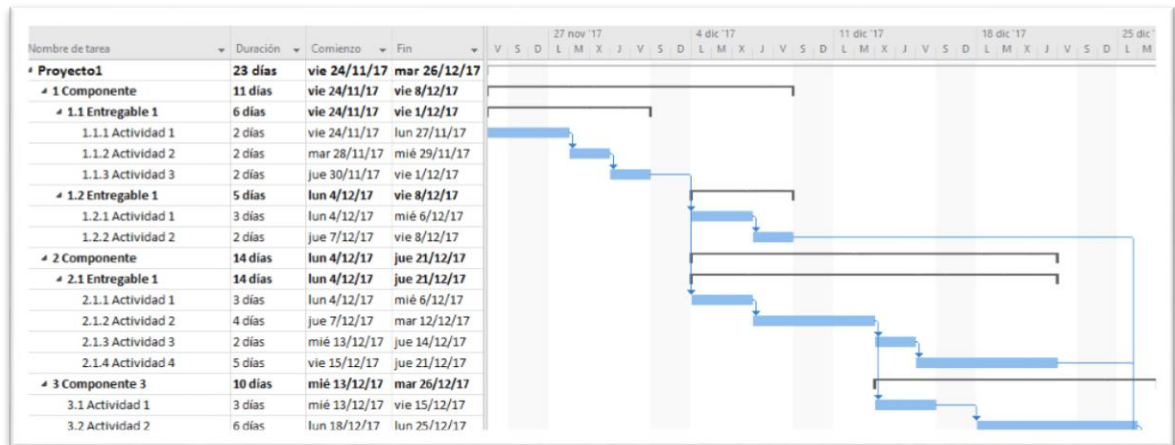 27 nov '17 4 dic '17 11 dic '17 18 dic '17 25 dic '
Nombre de tarea Duración Comienzo Fin V S D L M X J V S D L M X J V S D L M X J V S D L M X J V S D L M
Proyecto1 23 días vie 24/11/17 mar 26/12/17
1 Componente 11 días vie 24/11/17 vie 8/12/17
1.1 Entregable 1 6 días vie 24/11/17 vie 1/12/17
1.1.1 Actividad 1 2 días vie 24/11/17 lun 27/11/17
1.1.2 Actividad 2 2 días mar 28/11/17 mié 29/11/17
1.1.3 Actividad 3 2 días jue 30/11/17 vie 1/12/17
1.2 Entregable 1 5 días lun 4/12/17 vie 8/12/17
1.2.1 Actividad 1 3 días lun 4/12/17 mié 6/12/17
1.2.2 Actividad 2 2 días jue 7/12/17 vie 8/12/17
2 Componente 14 días lun 4/12/17 jue 21/12/17
2.1 Entregable 1 14 días lun 4/12/17 jue 21/12/17
2.1.1 Actividad 1 3 días lun 4/12/17 mié 6/12/17
2.1.2 Actividad 2 4 días jue 7/12/17 mar 12/12/17
2.1.3 Actividad 3 2 días mié 13/12/17 jue 14/12/17
2.1.4 Actividad 4 5 días vie 15/12/17 jue 21/12/17
3 Componente 3 10 días mié 13/12/17 mar 26/12/17
3.1 Actividad 1 3 días mié 13/12/17 vie 15/12/17
3.2 Actividad 2 6 días lun 18/12/17 lun 25/12/17